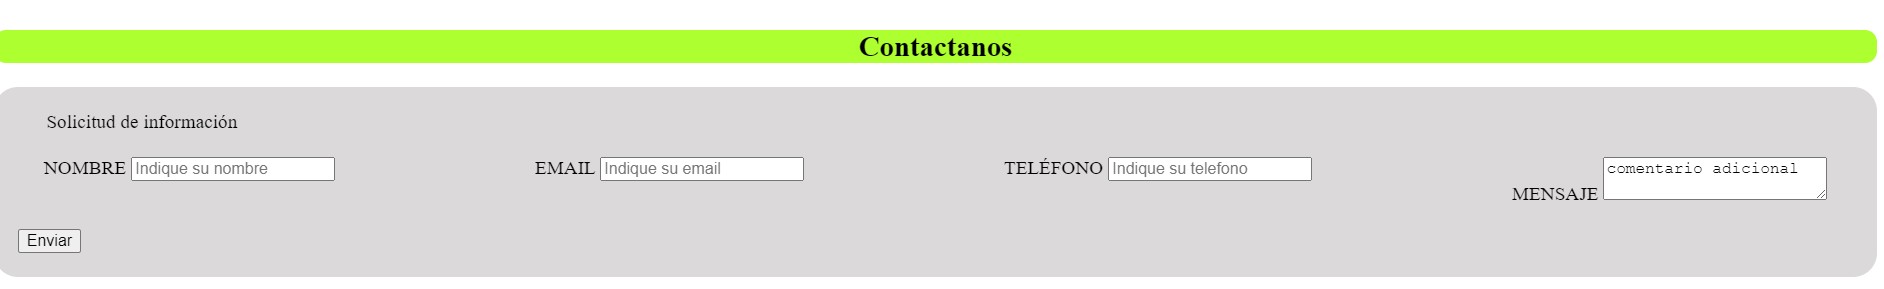 Contactanos
Solicitud de información
NOMBRE Indique su nombre EMAIL Indique su email TELÉFONO Indique su telefono MENSAJE comentario adicional
Enviar